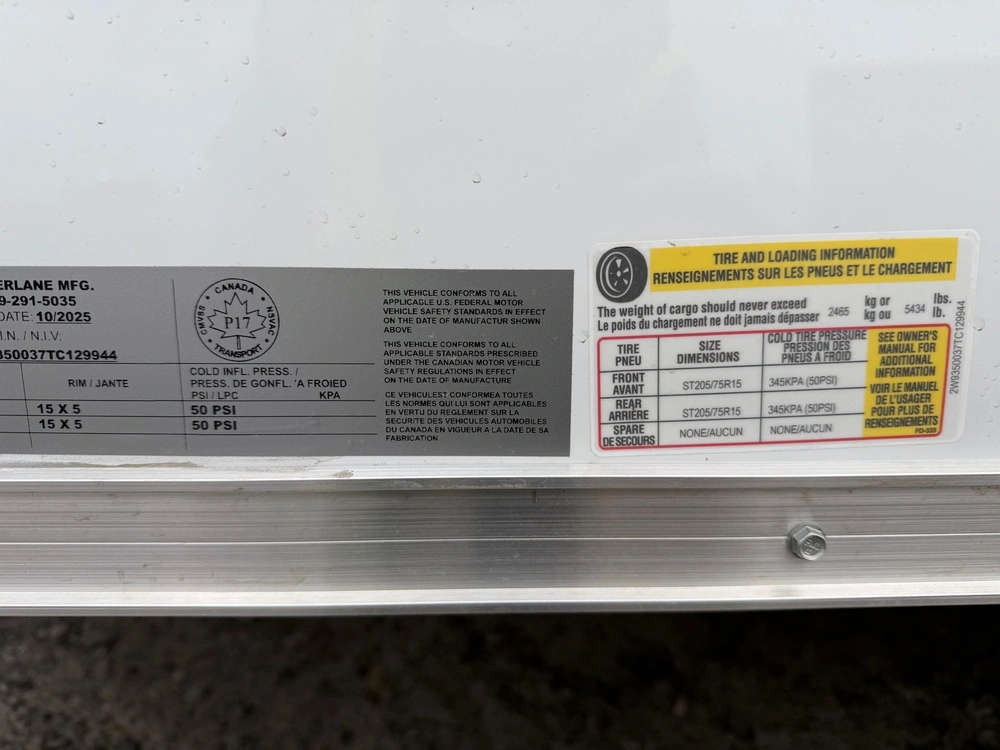 ERLANE MFG.
9-291-5035
DATE: 10/2025
I.N. / N.I.V:
350037TC129944
RIM / JANTE
15 X 5
15 X 5
CANADA
CMVSS
NSVAC
P17
TRANSPORT
COLD INFL. PRESS. /
PRESS. DE GONFL. 'A FROIED
PSI / LPC KPA
50 PSI
50 PSI
THIS VEHICLE CONFORMS TO ALL
APPLICABLE U.S. FEDERAL MOTOR
VEHICLE SAFETY STANDARDS IN EFFECT
ON THE DATE OF MANUFACTUR SHOWN
ABOVE
THIS VEHICLE CONFORMS TO ALL
APPLICABLE STANDARDS PRESCRIBED
UNDER THE CANADIAN MOTOR VEHICLE
SAFETY REGULATIONS IN EFFECT
ON THE DATE OF MANUFACTURE
CE VEHICULEST CONFORMEA TOUTES
LES NORMES QUI LUI SONT APPLICABLES
EN VERTU DU REGLEMENT SUR LA
SECURITE DES VEHICULES AUTOMOBILES
DU CANADA EN VIGUEUR A LA DATE DE SA
FABRICATION
TIRE AND LOADING INFORMATION
RENSEIGNEMENTS SUR LES PNEUS ET LE CHARGEMENT
The weight of cargo should never exceed
Le poids du chargement ne doit jamais dépasser
2465 kg or
kg ou
5434 lbs.
lb.
TIRE
PNEU
SIZE
DIMENSIONS
COLD TIRE PRESSURE
PRESSION DES
PNEUS A FROID
FRONT
AVANT
ST205/75R15
345KPA (50PSI)
REAR
ARRIÈRE
ST205/75R15
345KPA (50PSI)
SPARE
DE SECOURS
NONE/AUCUN
NONE/AUCUN
SEE OWNER'S
MANUAL FOR
ADDITIONAL
INFORMATION
VOIR LE MANUEL
DE L'USAGER
POUR PLUS DE
RENSEIGNEMENTS
FD-335
2W9350037TC129944